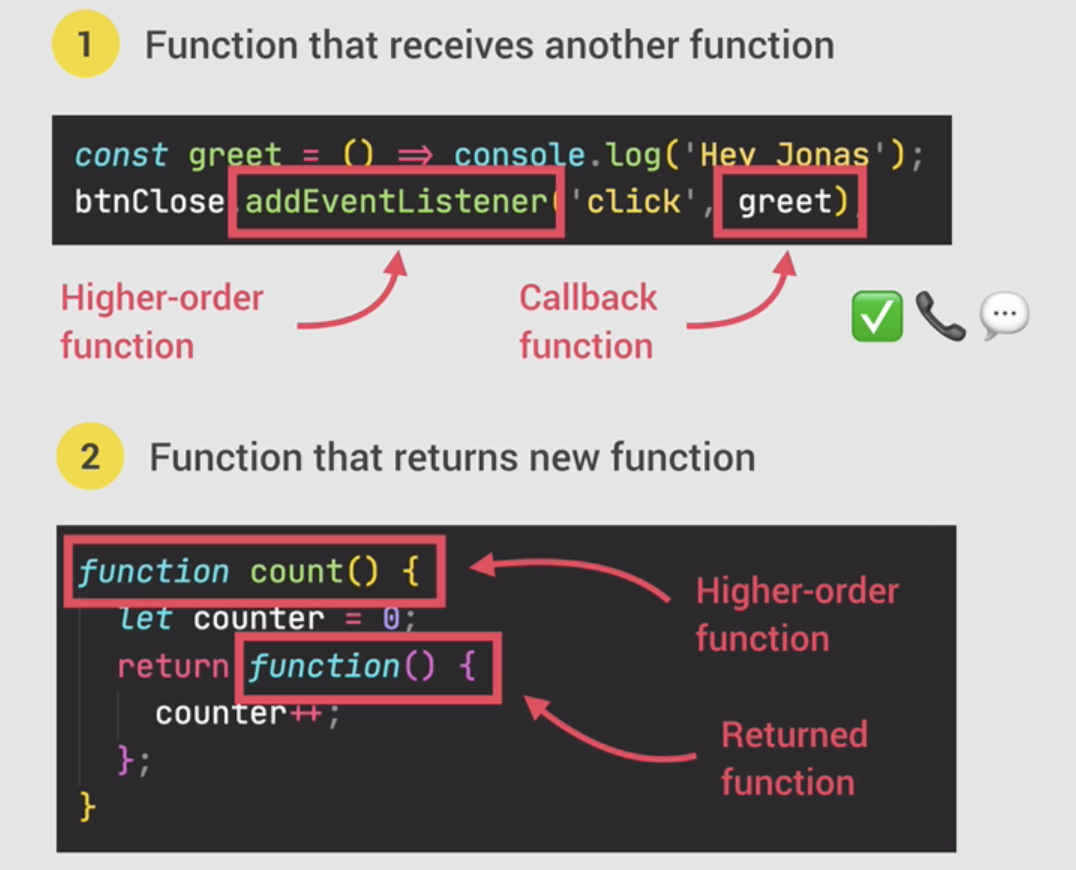 1 Function that receives another function
const greet = () => console.log('Hey Jonas');
btnClose.addEventListener('click', greet)
Higher-order
function
Callback
function
2 Function that returns new function
function count() {
let counter = 0;
return function() {
counter++;
};
}
Higher-order
function
Returned
function